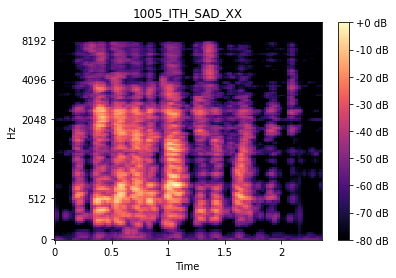 1005_ITH_SAD_XX
8192
4096
2048
1024
512
0
Hz
0 0.5 1 1.5 2
Time
+0 dB
-10 dB
-20 dB
-30 dB
-40 dB
-50 dB
-60 dB
-70 dB
-80 dB